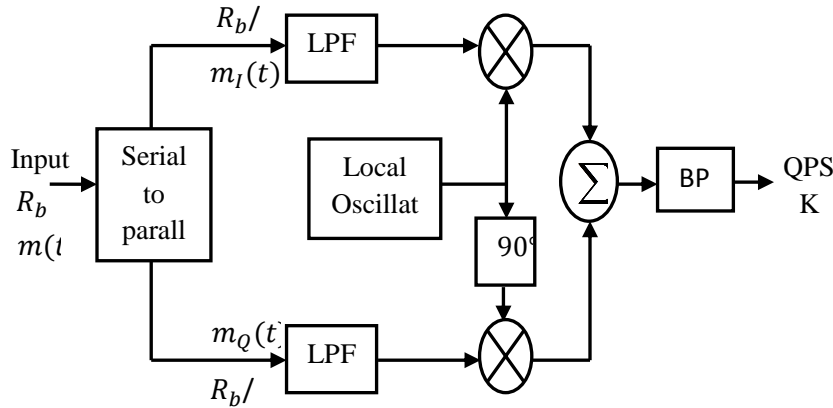 R_b/
LPF
m_I(t)
Input
R_b
m(t
Serial
to
parall
Local
Oscillat
Σ
BP
QPS
K
90°
m_Q(t)
LPF
R_b/